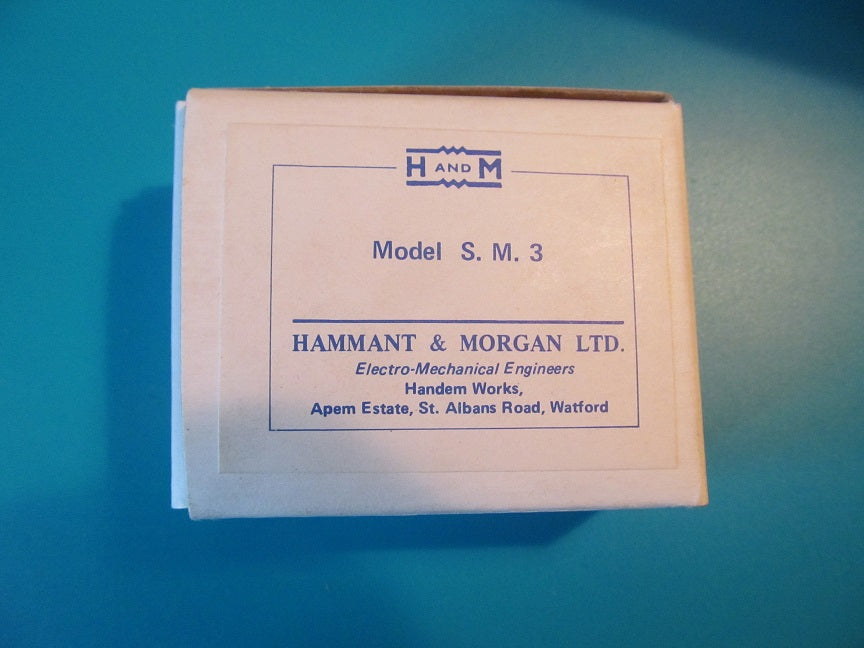 H AND M
Model S. M. 3
HAMMANT & MORGAN LTD.
Electro-Mechanical Engineers
Handem Works,
Apem Estate, St. Albans Road, Watford